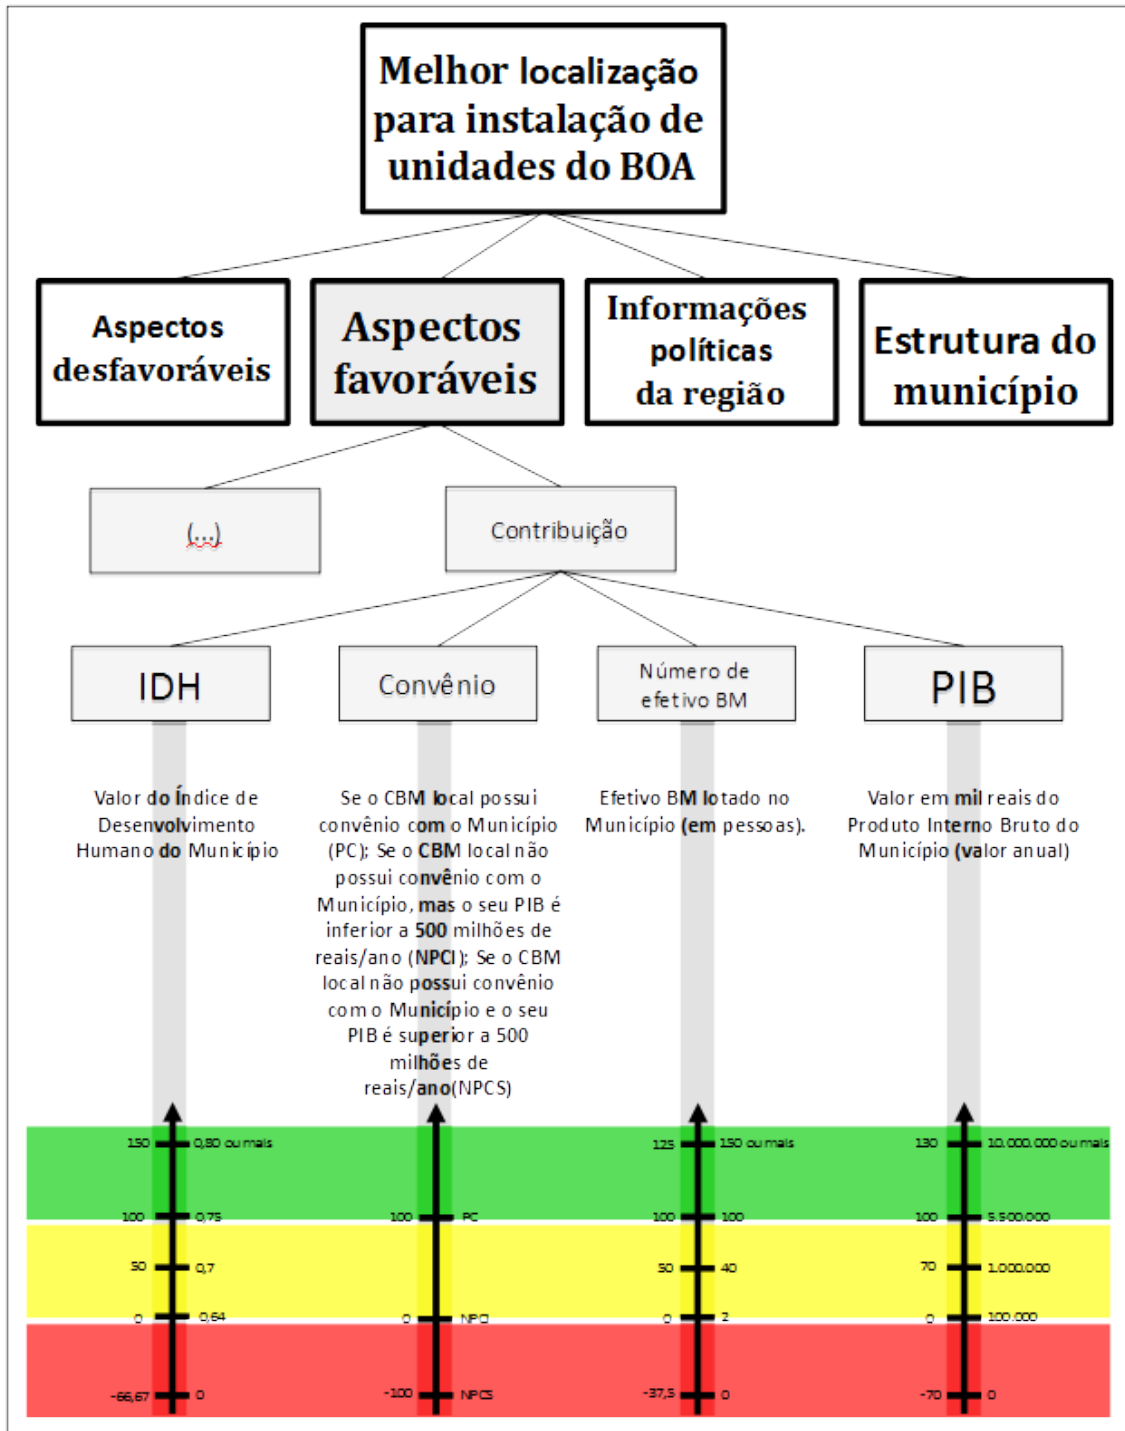 Melhor localização
para instalação de
unidades do BOA
Aspectos
desfavoráveis
Aspectos
favoráveis
Informações
políticas
da região
Estrutura do
município
(...)
Contribuição
IDH
Convênio
Número de
efetivo BM
PIB
Valor do Índice de
Desenvolvimento
Humano do Município
Se o CBM local possui
convênio com o Município
(PC); Se o CBM local não
possui convênio com o
Município, mas o seu PIB é
inferior a 500 milhões de
reais/ano (NPCI); Se o CBM
local não possui convênio
com o Município e o seu
PIB é superior a 500
milhões de
reais/ano(NPCS)
Efetivo BM lotado no
Município (em pessoas).
Valor em mil reais do
Produto Interno Bruto do
Município (valor anual)
150 0,80 ou mais
125 150 ou mais
130 10.000.000 ou mais
100 0,75
100 PC
100 100
100 5.500.000
50 0,7
50 40
70 1.000.000
0 0,64
0 NPCI
0 2
0 100.000
-66,67 0
-100 NPCS
-37,5 0
-70 0